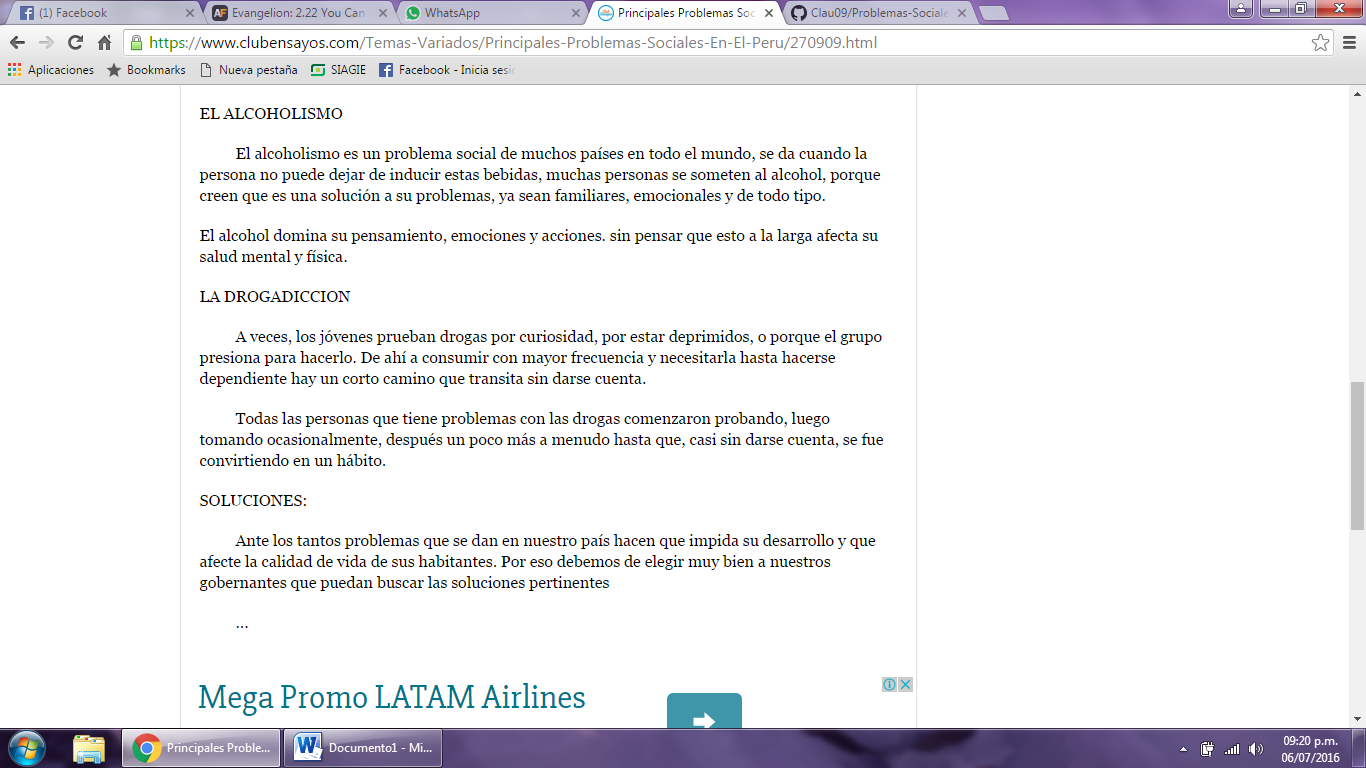 (1) Facebook
Evangelion: 2.22 You Can
WhatsApp
Principales Problemas Soc
Clau09/Problemas-Sociale
https://www.clubensayos.com/Temas-Variados/Principales-Problemas-Sociales-En-El-Peru/270909.html
Aplicaciones
Bookmarks
Nueva pestaña
SIAGIE
Facebook - Inicia sesió
EL ALCOHOLISMO
El alcoholismo es un problema social de muchos países en todo el mundo, se da cuando la
persona no puede dejar de inducir estas bebidas, muchas personas se someten al alcohol, porque
creen que es una solución a su problemas, ya sean familiares, emocionales y de todo tipo.
El alcohol domina su pensamiento, emociones y acciones. sin pensar que esto a la larga afecta su
salud mental y física.
LA DROGADICCION
A veces, los jóvenes prueban drogas por curiosidad, por estar deprimidos, o porque el grupo
presiona para hacerlo. De ahí a consumir con mayor frecuencia y necesitarla hasta hacerse
dependiente hay un corto camino que transita sin darse cuenta.
Todas las personas que tiene problemas con las drogas comenzaron probando, luego
tomando ocasionalmente, después un poco más a menudo hasta que, casi sin darse cuenta, se fue
convirtiendo en un hábito.
SOLUCIONES:
Ante los tantos problemas que se dan en nuestro país hacen que impida su desarrollo y que
afecte la calidad de vida de sus habitantes. Por eso debemos de elegir muy bien a nuestros
gobernantes que puedan buscar las soluciones pertinentes
...
Mega Promo LATAM Airlines
Principales Proble...
Documento1 - Mi...
09:20 p.m.
06/07/2016